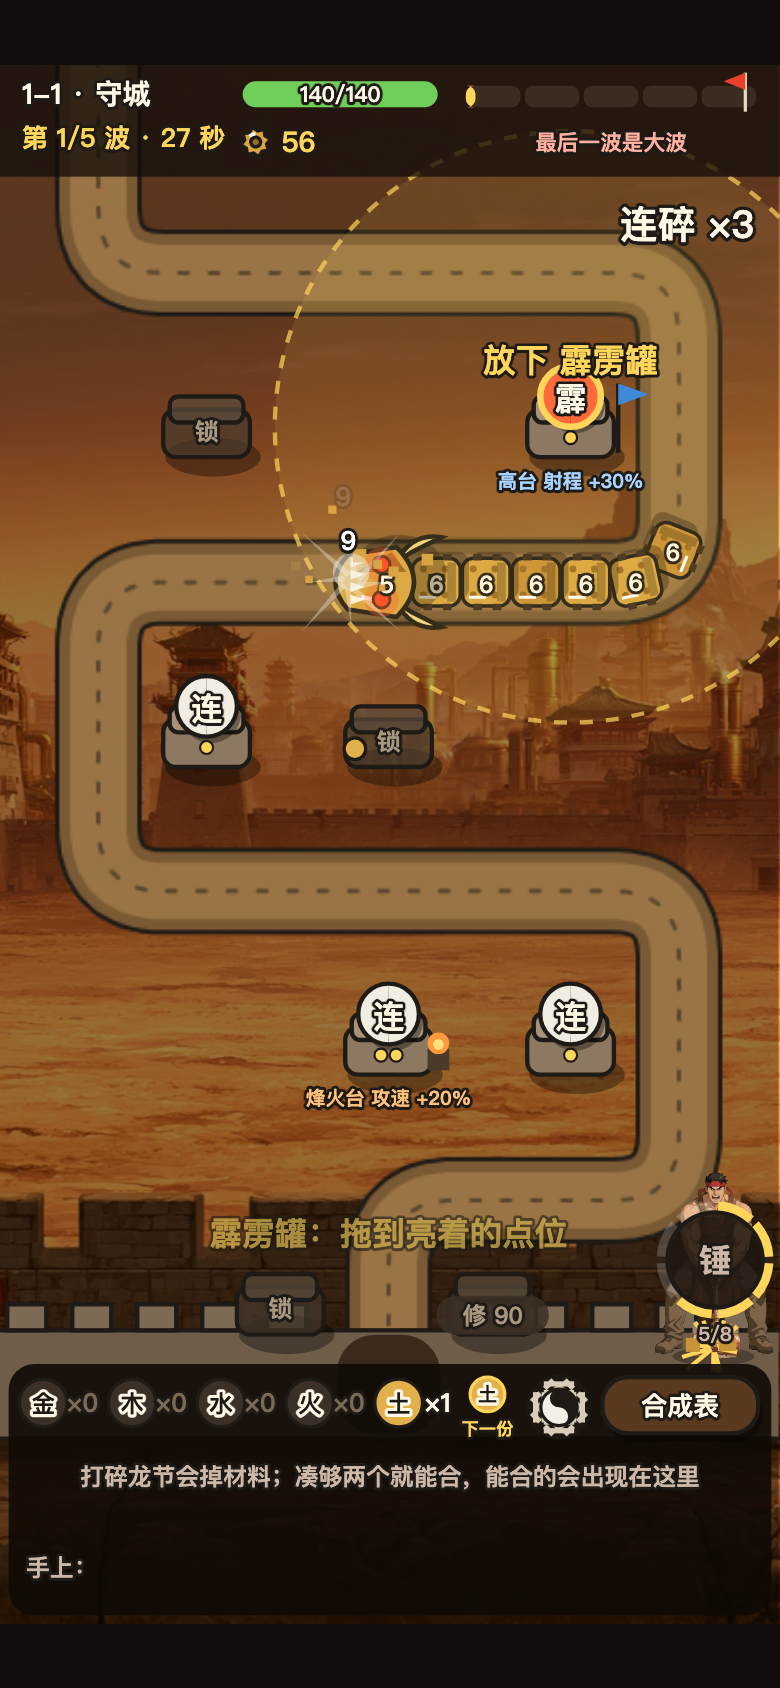 1–1 · 守城
140/140
第 1/5 波 · 27 秒
56
最后一波是大波
连碎 ×3
放下 霹雳罐
霹
锁
高台 射程 +30%
9
9
5 6 6 6 6 6 6
连
锁
连
连
烽火台 攻速 +20%
霹雳罐：拖到亮着的点位
锤
锁
修 90
5/8
金 ×0 木 ×0 水 ×0 火 ×0 土 ×1 土 合成表
下一份
打碎龙节会掉材料；凑够两个就能合，能合的会出现在这里
手上：